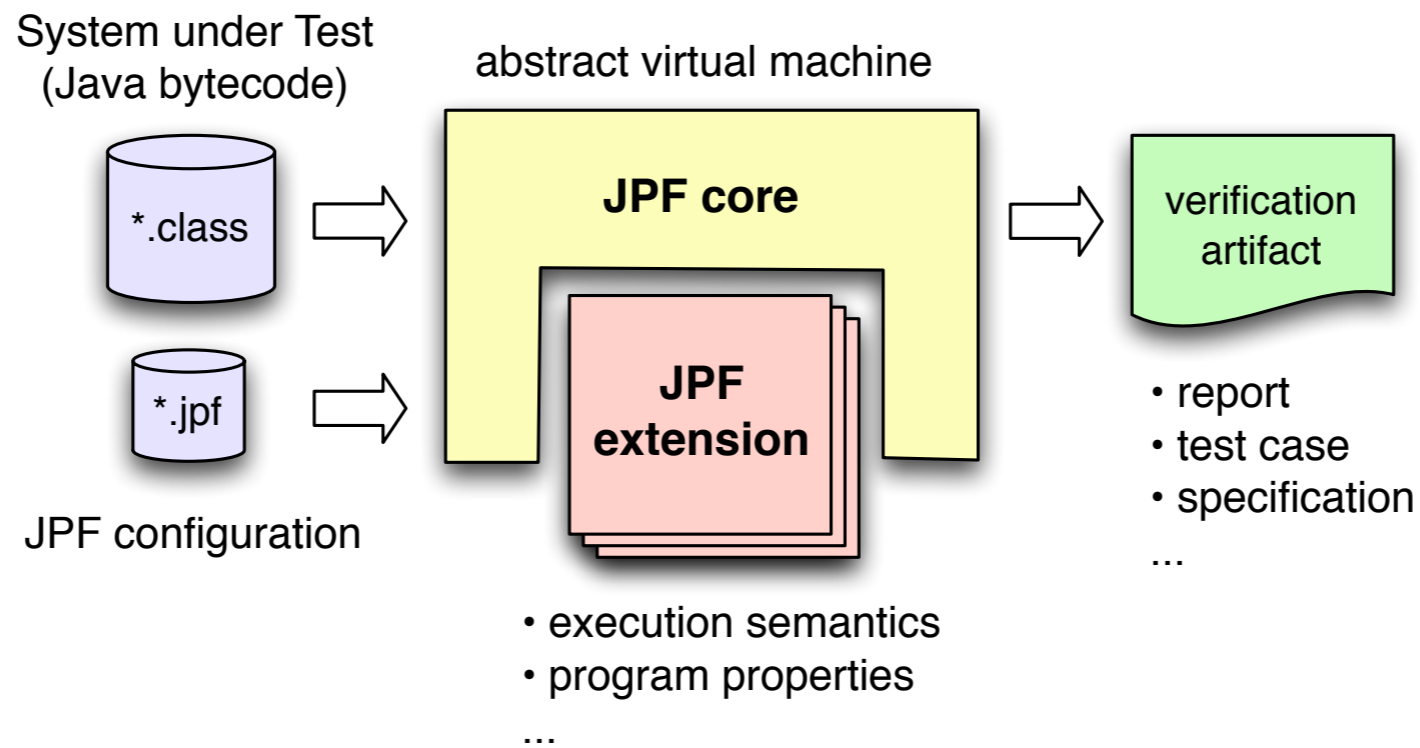 System under Test
(Java bytecode)
*.class
*.jpf
JPF configuration
abstract virtual machine
JPF core
JPF
extension
• execution semantics
• program properties
...
verification
artifact
• report
• test case
• specification
...